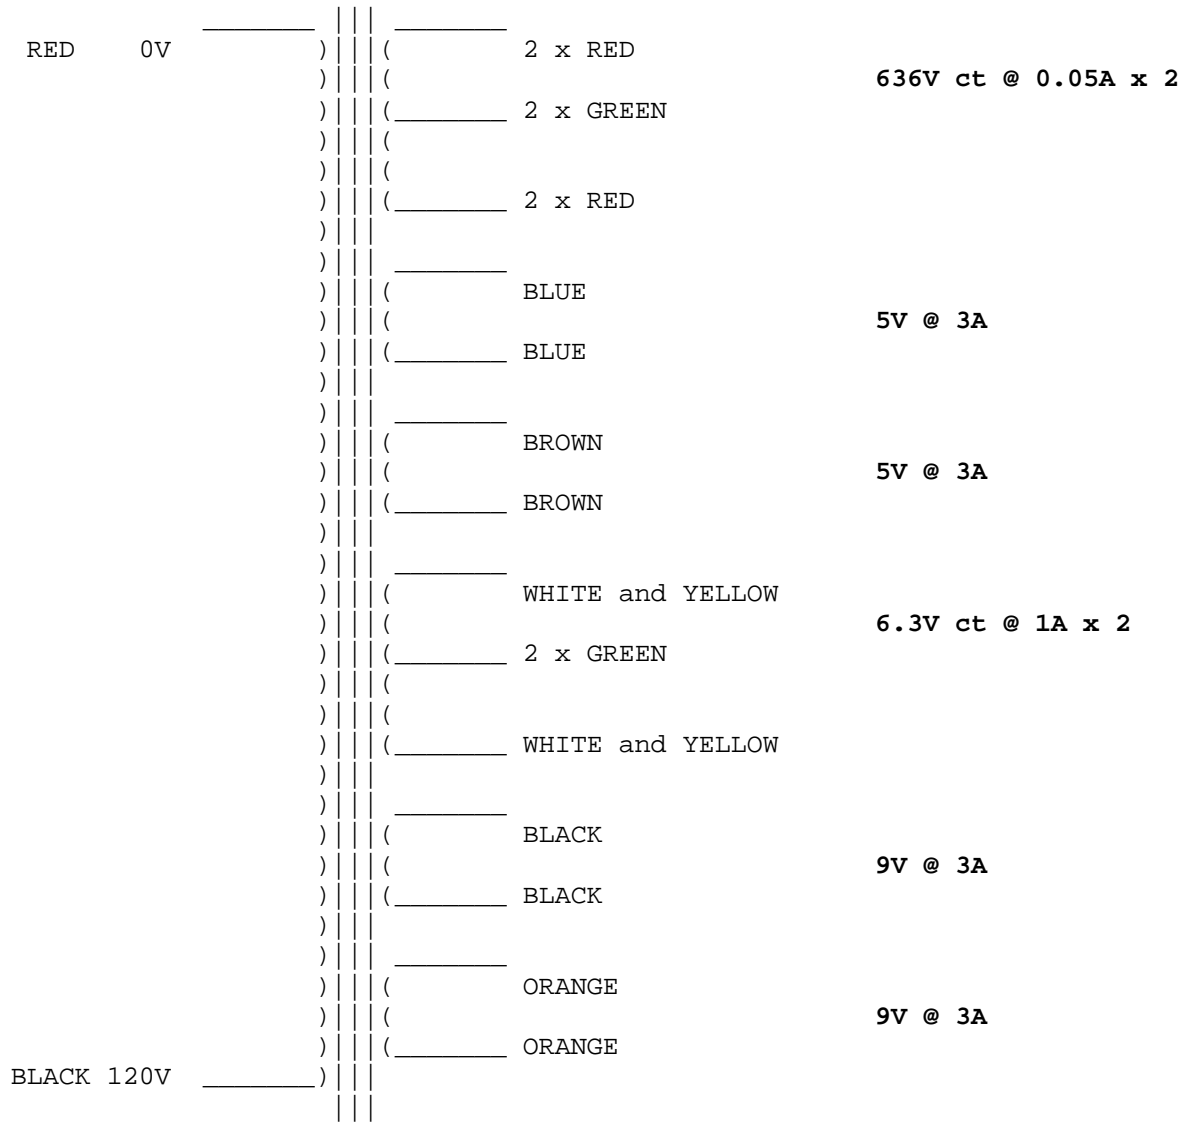 RED 0V 2 x RED
636V ct @ 0.05A x 2
2 x GREEN
2 x RED
BLUE
5V @ 3A
BLUE
BROWN
5V @ 3A
BROWN
WHITE and YELLOW
6.3V ct @ 1A x 2
2 x GREEN
WHITE and YELLOW
BLACK
9V @ 3A
BLACK
ORANGE
9V @ 3A
ORANGE
BLACK 120V